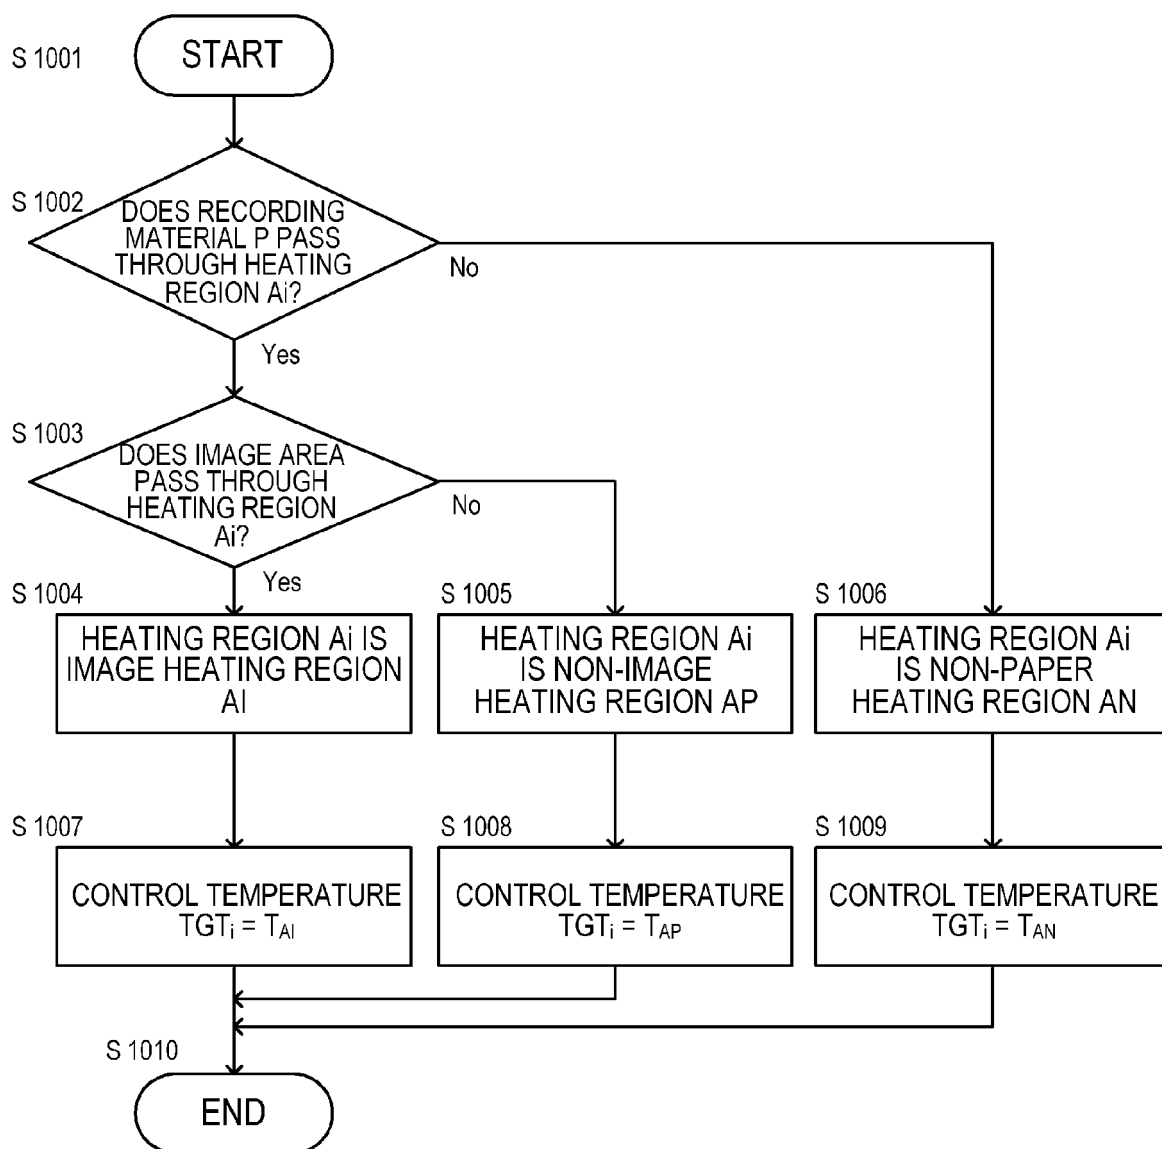 S 1001
START
S 1002
DOES RECORDING
MATERIAL P PASS
THROUGH HEATING
REGION Ai?
No
Yes
S 1003
DOES IMAGE AREA
PASS THROUGH
HEATING REGION
Ai?
No
Yes
S 1004
HEATING REGION Ai IS
IMAGE HEATING REGION
AI
S 1005
HEATING REGION Ai
IS NON-IMAGE
HEATING REGION AP
S 1006
HEATING REGION Ai
IS NON-PAPER
HEATING REGION AN
S 1007
CONTROL TEMPERATURE
TGTi = TAI
S 1008
CONTROL TEMPERATURE
TGTi = TAP
S 1009
CONTROL TEMPERATURE
TGTi = TAN
S 1010
END